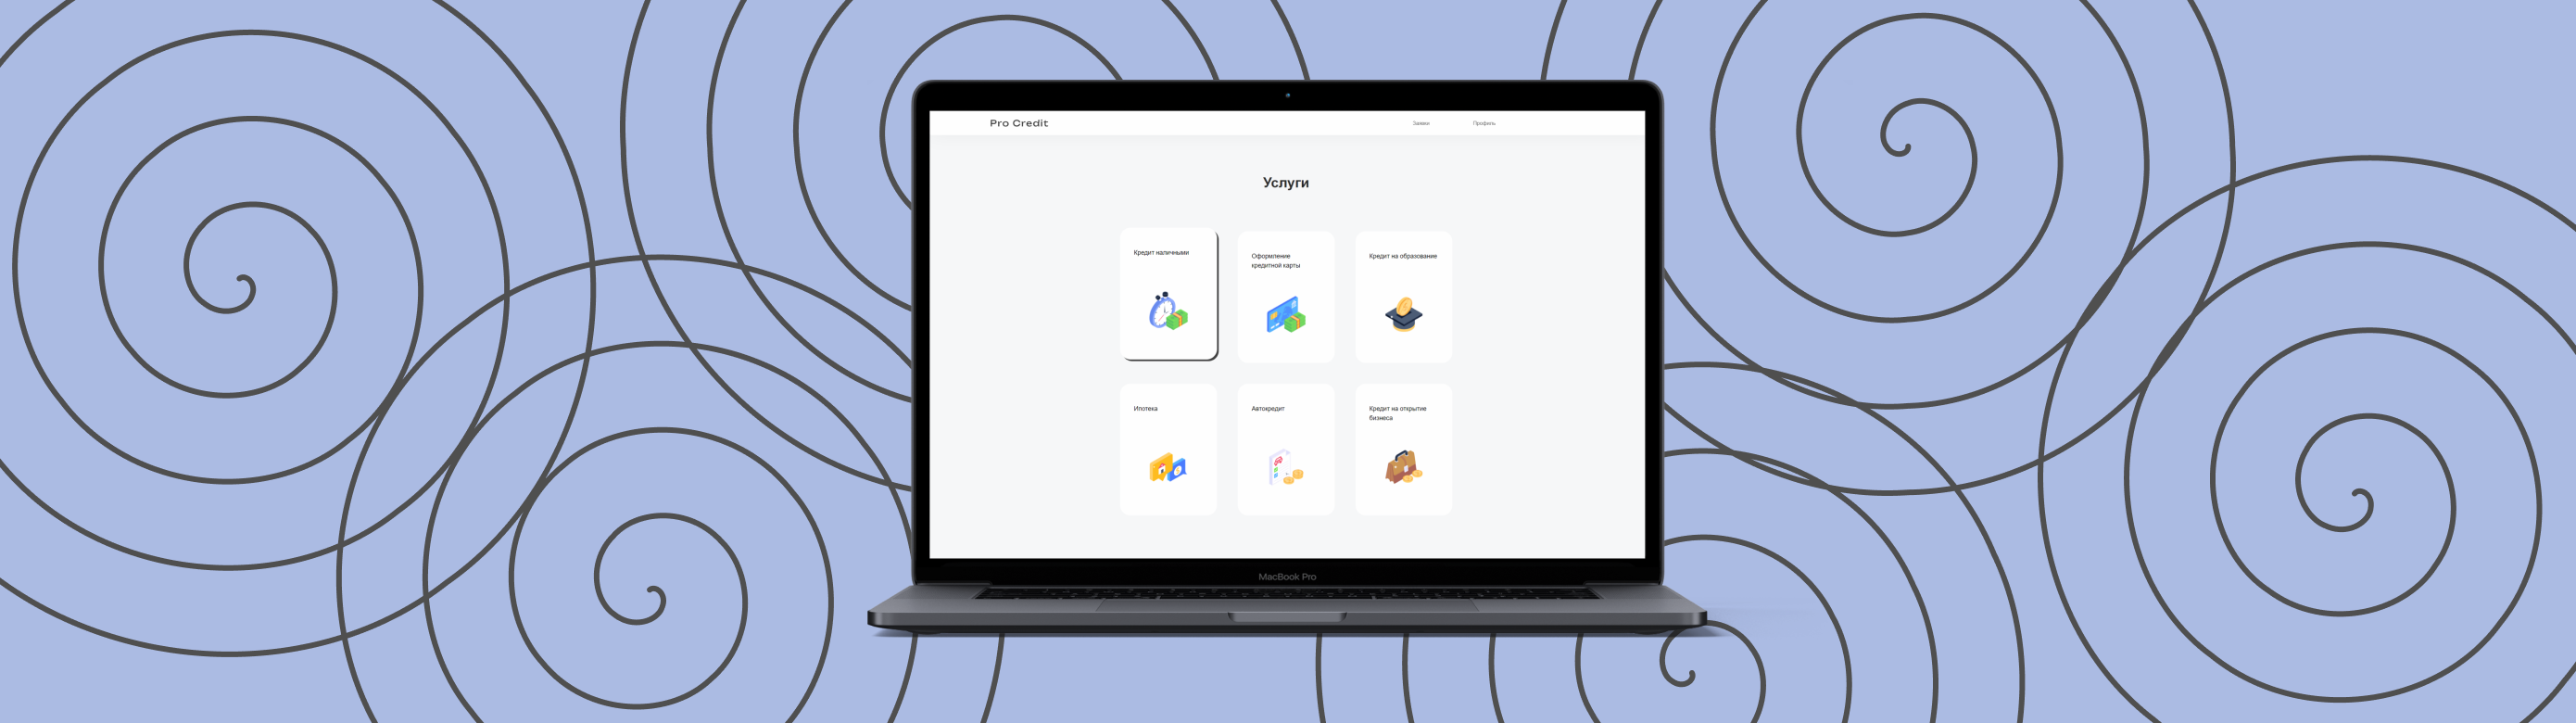 Pro Credit
Заявки
Профиль
Услуги
Кредит наличными
Оформление
кредитной карты
Кредит на образование
Ипотека
Автокредит
Кредит на открытие
бизнеса
MacBook Pro